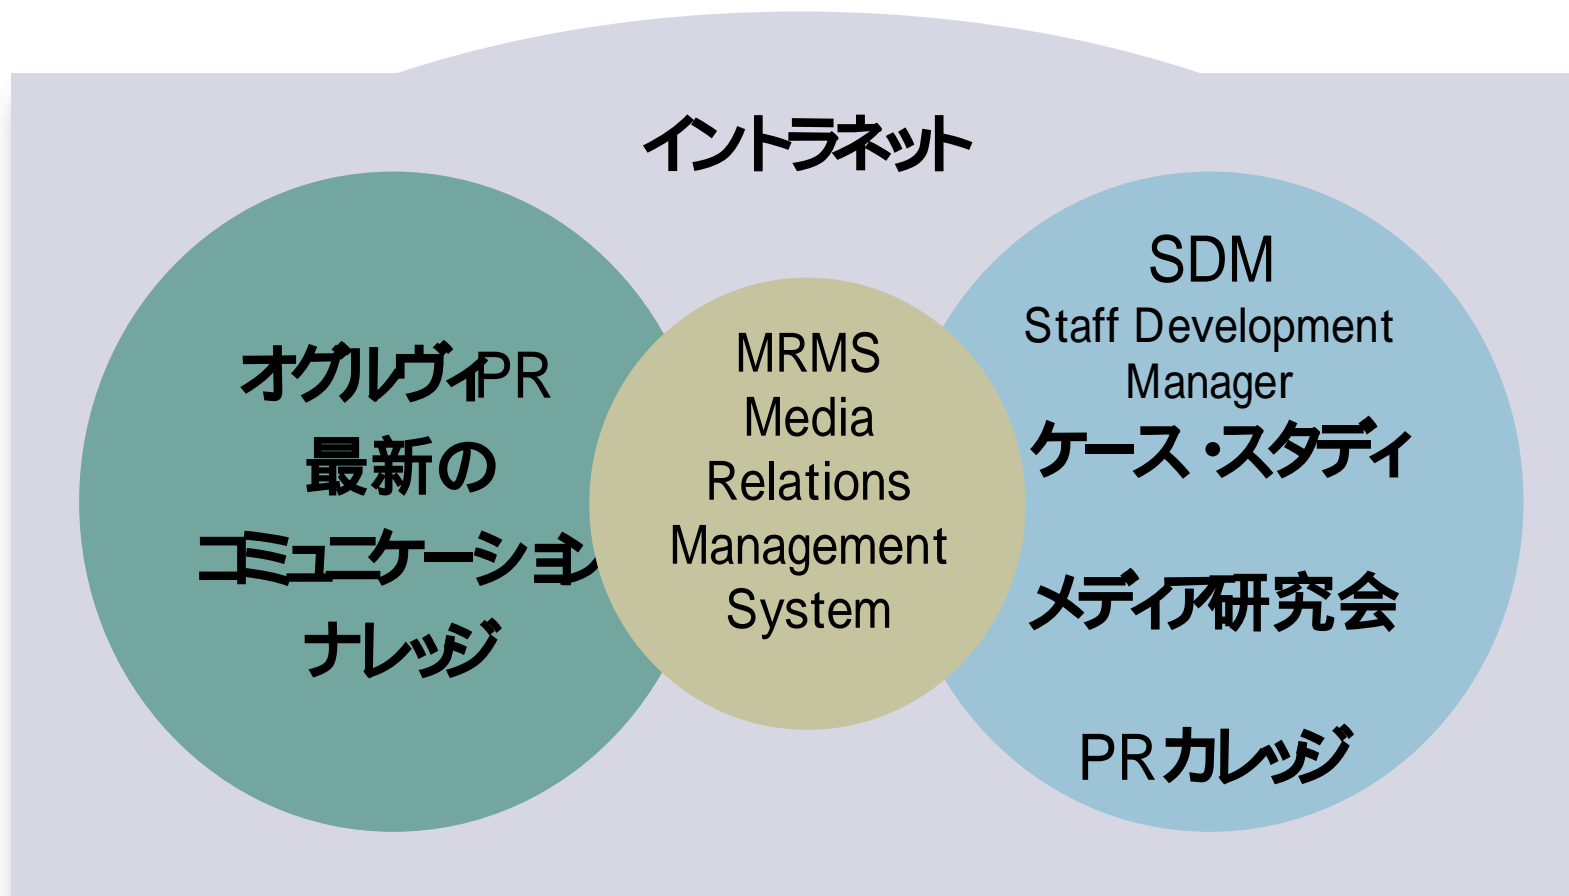 イントラネット
オグルヴィPR
最新の
コミュニケーション
ナレッジ
MRMS
Media
Relations
Management
System
SDM
Staff Development
Manager
ケース・スタディ
メディア研究会
PRカレッジ